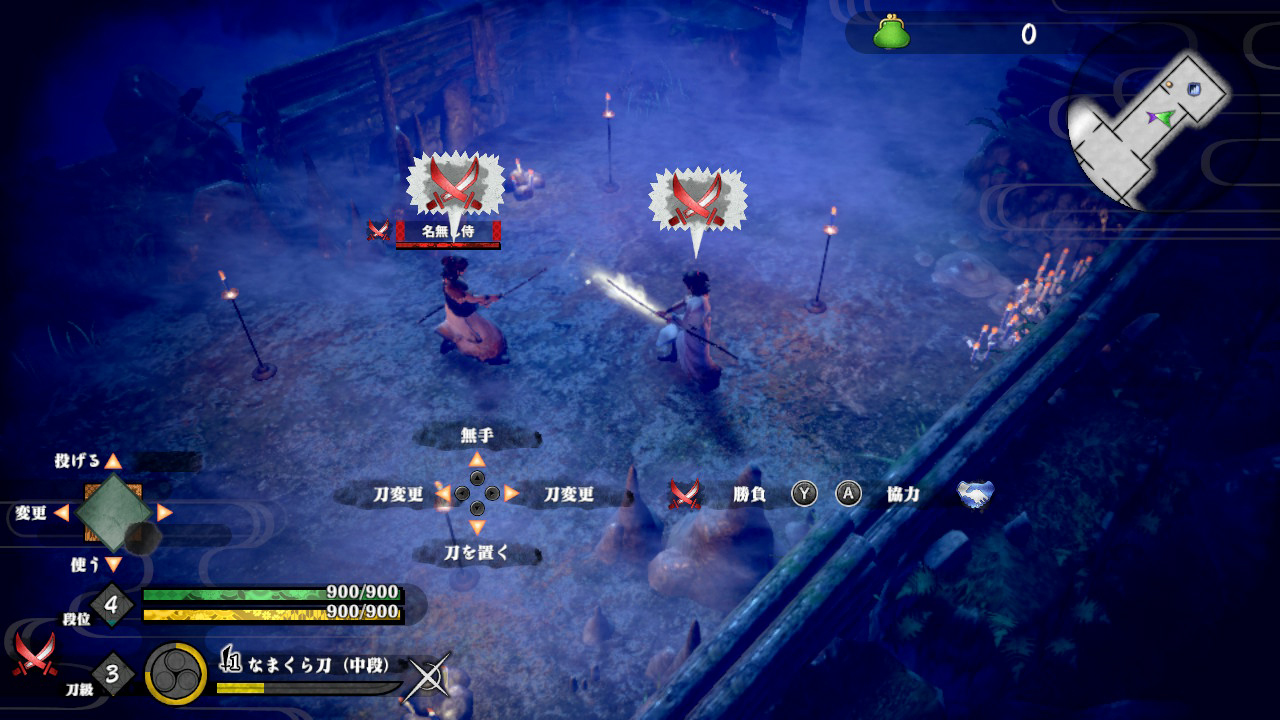 0
名無し侍
無手
投げる
刀変更
刀変更
勝負
Y
A
協力
変更
刀を置く
使う
900/900
4
900/900
段位
+1 なまくら刀（中段）
3
刀級